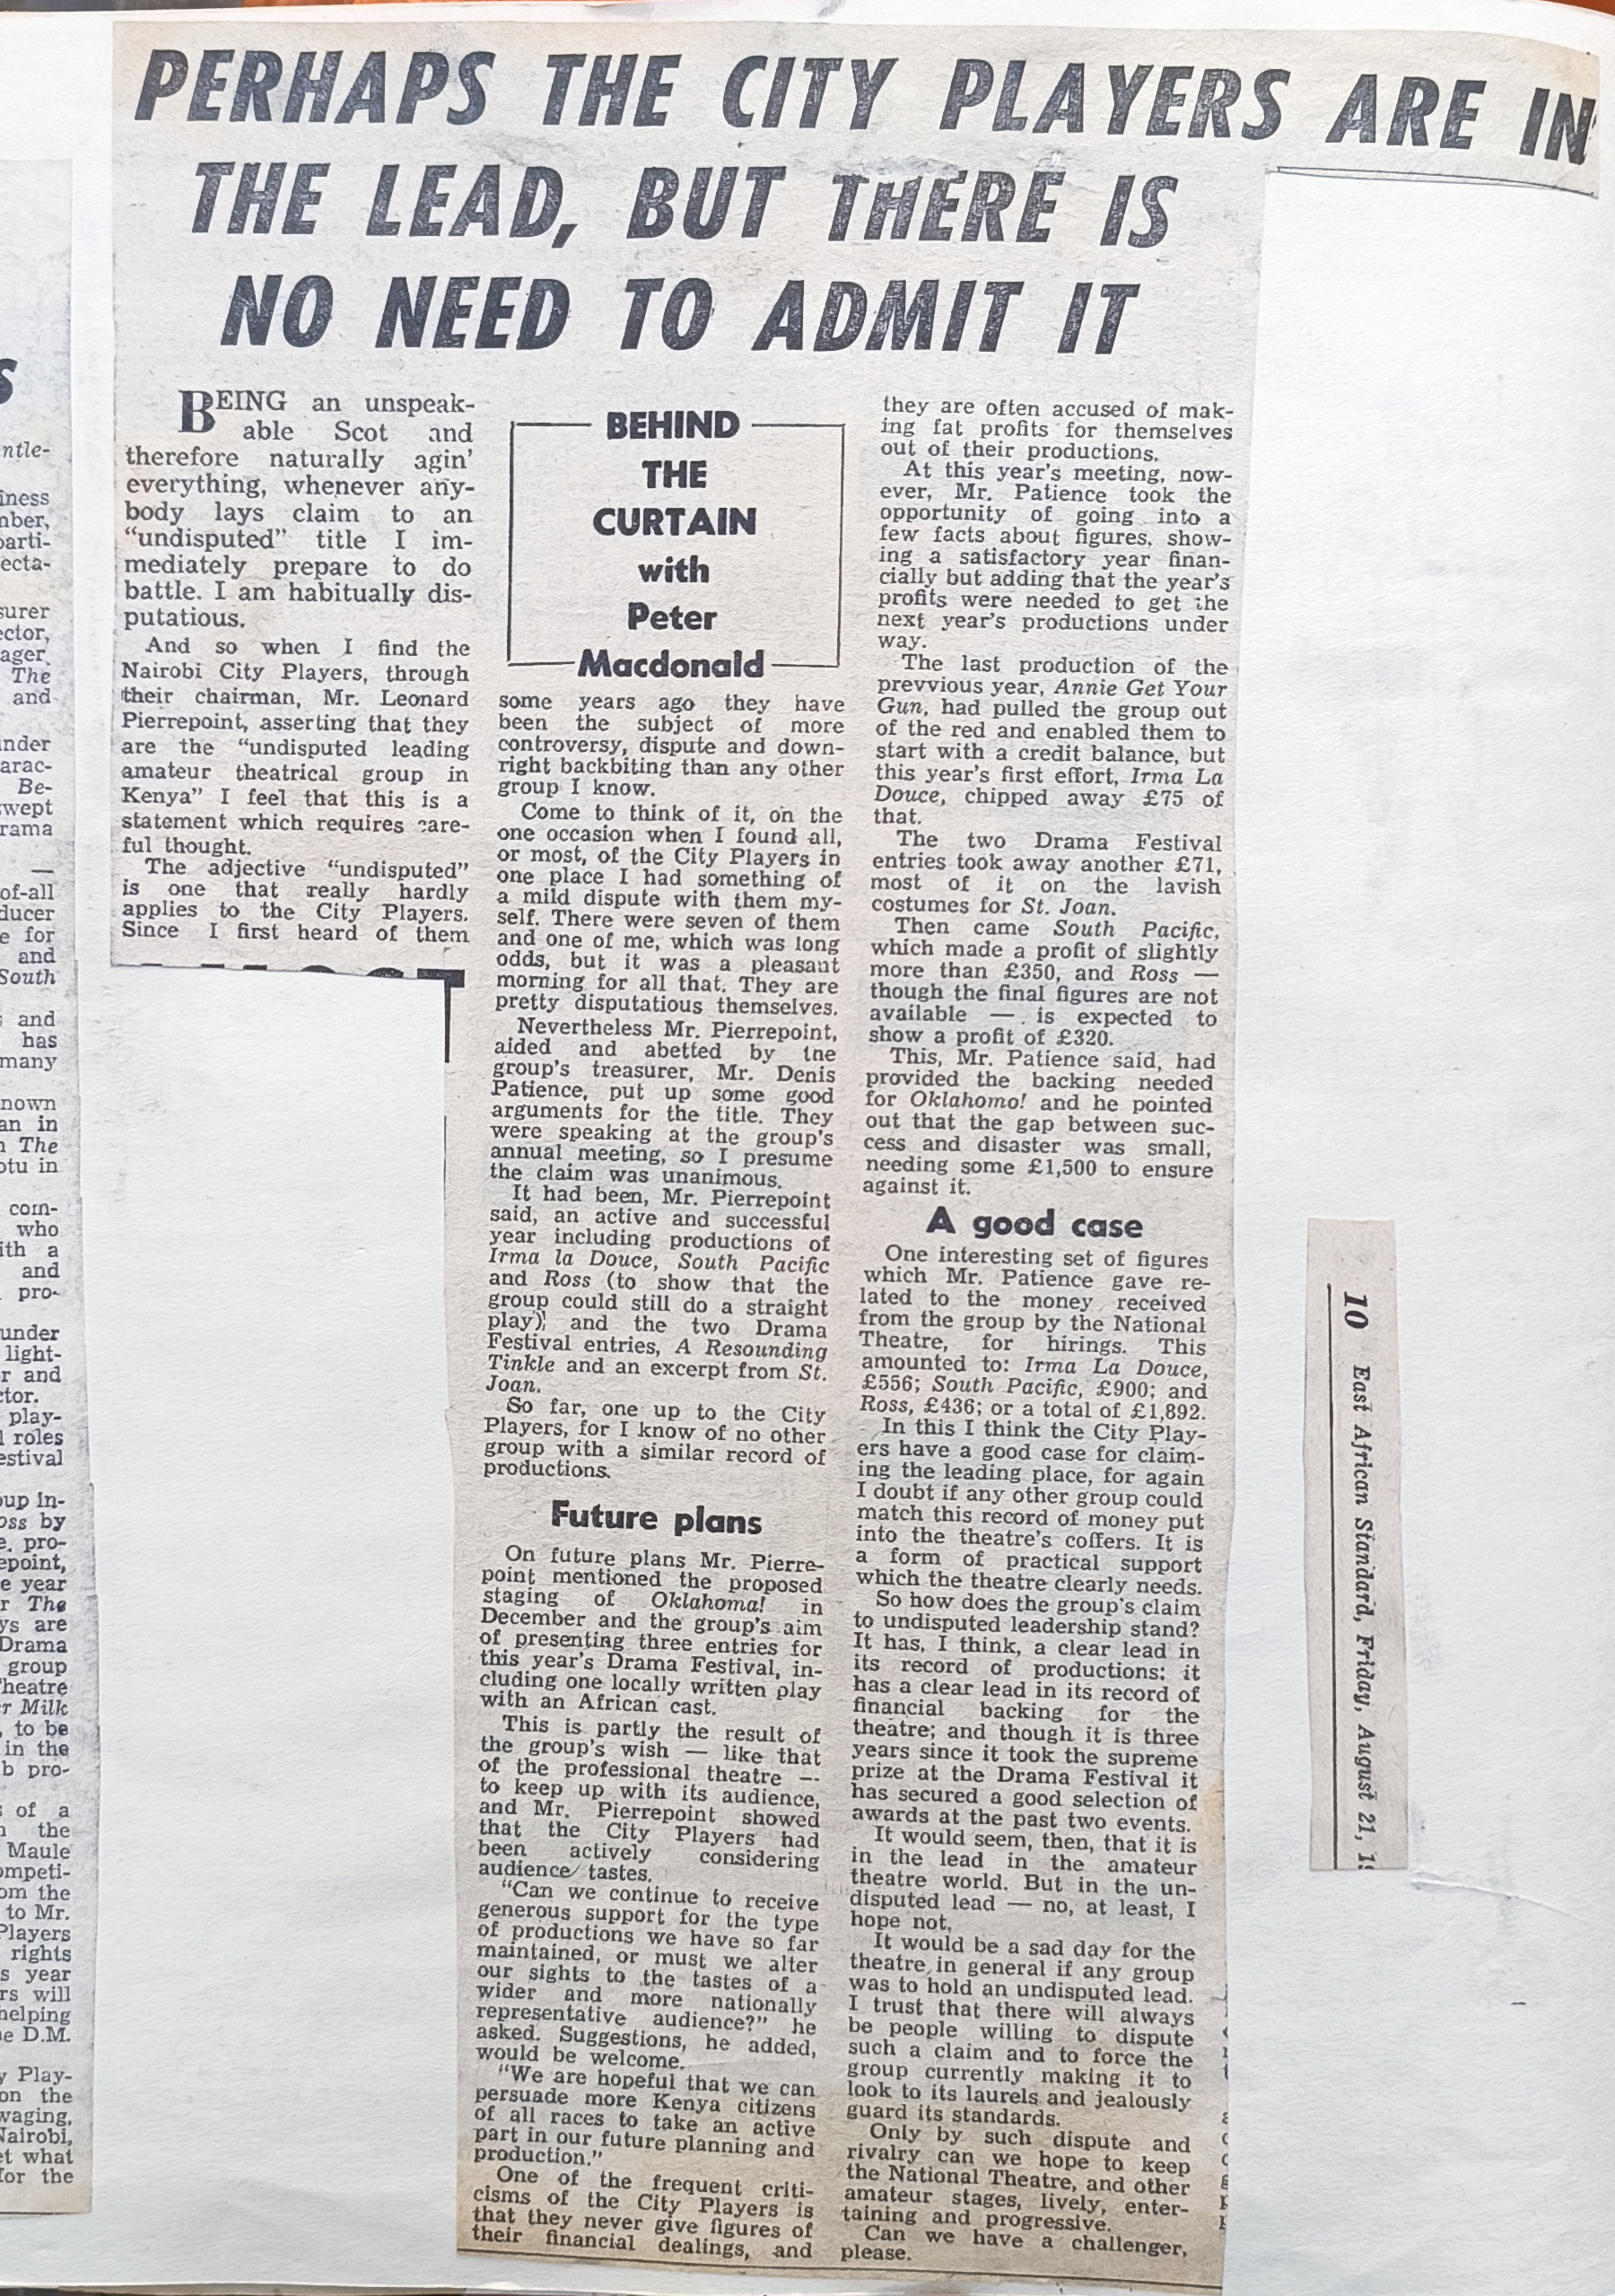 PERHAPS THE CITY PLAYERS ARE IN
THE LEAD, BUT THERE IS
NO NEED TO ADMIT IT
BEING an unspeak-
able Scot and
therefore naturally agin'
everything, whenever any-
body lays claim to an
"undisputed" title I im-
mediately prepare to do
battle. I am habitually dis-
putatious.
And so when I find the
Nairobi City Players, through
their chairman, Mr. Leonard
Pierrepoint, asserting that they
are the "undisputed leading
amateur theatrical group in
Kenya" I feel that this is a
statement which requires care-
ful thought.
The adjective "undisputed"
is one that really hardly
applies to the City Players.
Since I first heard of them
BEHIND
THE
CURTAIN
with
Peter
Macdonald
some years ago they have
been the subject of more
controversy, dispute and down-
right backbiting than any other
group I know.
Come to think of it, on the
one occasion when I found all,
or most, of the City Players in
one place I had something of
a mild dispute with them my-
self. There were seven of them
and one of me, which was long
odds, but it was a pleasant
morning for all that. They are
pretty disputatious themselves.
Nevertheless Mr. Pierrepoint,
aided and abetted by the
group's treasurer, Mr. Denis
Patience, put up some good
arguments for the title. They
were speaking at the group's
annual meeting, so I presume
the claim was unanimous.
It had been, Mr. Pierrepoint
said, an active and successful
year including productions of
Irma la Douce, South Pacific
and Ross (to show that the
group could still do a straight
play); and the two Drama
Festival entries, A Resounding
Tinkle and an excerpt from St.
Joan.
So far, one up to the City
Players, for I know of no other
group with a similar record of
productions.
Future plans
On future plans Mr. Pierre-
point mentioned the proposed
staging of Oklahoma! in
December and the group's aim
of presenting three entries for
this year's Drama Festival, in-
cluding one locally written play
with an African cast.
This is partly the result of
the group's wish — like that
of the professional theatre —
to keep up with its audience,
and Mr. Pierrepoint showed
that the City Players had
been actively considering
audience tastes.
"Can we continue to receive
generous support for the type
of productions we have so far
maintained, or must we alter
our sights to the tastes of a
wider and more nationally
representative audience?" he
asked. Suggestions, he added,
would be welcome.
"We are hopeful that we can
persuade more Kenya citizens
of all races to take an active
part in our future planning and
production."
One of the frequent criti-
cisms of the City Players is
that they never give figures of
their financial dealings, and
they are often accused of mak-
ing fat profits for themselves
out of their productions.
At this year's meeting, now-
ever, Mr. Patience took the
opportunity of going into a
few facts about figures, show-
ing a satisfactory year finan-
cially but adding that the year's
profits were needed to get the
next year's productions under
way.
The last production of the
prevvious year, Annie Get Your
Gun, had pulled the group out
of the red and enabled them to
start with a credit balance, but
this year's first effort, Irma La
Douce, chipped away £75 of
that.
The two Drama Festival
entries took away another £71,
most of it on the lavish
costumes for St. Joan.
Then came South Pacific,
which made a profit of slightly
more than £350, and Ross —
though the final figures are not
available — is expected to
show a profit of £320.
This, Mr. Patience said, had
provided the backing needed
for Oklahomo! and he pointed
out that the gap between suc-
cess and disaster was small,
needing some £1,500 to ensure
against it.
A good case
One interesting set of figures
which Mr. Patience gave re-
lated to the money received
from the group by the National
Theatre, for hirings. This
amounted to: Irma La Douce,
£556; South Pacific, £900; and
Ross, £436; or a total of £1,892.
In this I think the City Play-
ers have a good case for claim-
ing the leading place, for again
I doubt if any other group could
match this record of money put
into the theatre's coffers. It is
a form of practical support
which the theatre clearly needs.
So how does the group's claim
to undisputed leadership stand?
It has, I think, a clear lead in
its record of productions; it
has a clear lead in its record of
financial backing for the
theatre; and though it is three
years since it took the supreme
prize at the Drama Festival it
has secured a good selection of
awards at the past two events.
It would seem, then, that it is
in the lead in the amateur
theatre world. But in the un-
disputed lead — no, at least, I
hope not.
It would be a sad day for the
theatre in general if any group
was to hold an undisputed lead.
I trust that there will always
be people willing to dispute
such a claim and to force the
group currently making it to
look to its laurels and jealously
guard its standards.
Only by such dispute and
rivalry can we hope to keep
the National Theatre, and other
amateur stages, lively, enter-
taining and progressive.
Can we have a challenger,
please.
10 East African Standard, Friday, August 21,